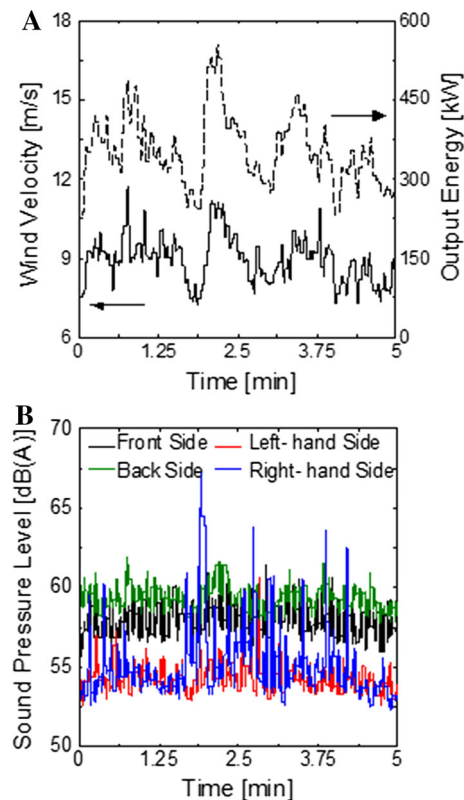 A
Wind Velocity [m/s]
18
15
12
9
6
Output Energy [kW]
600
450
300
150
0
0 1.25 2.5 3.75 5
Time [min]
B
Sound Pressure Level [dB(A)]
70
65
60
55
50
Front Side Left- hand Side
Back Side Right- hand Side
0 1.25 2.5 3.75 5
Time [min]